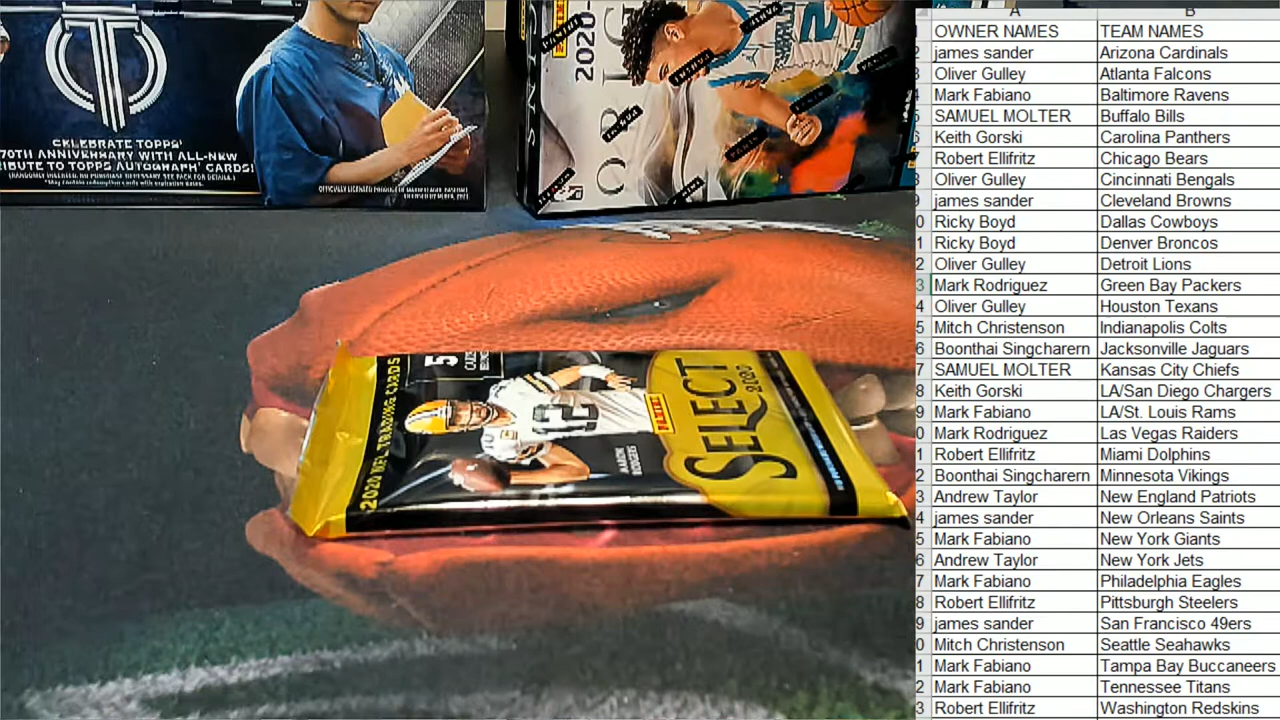 CELEBRATE TOPPS'
70TH ANNIVERSARY WITH ALL-NEW
TRIBUTE TO TOPPS AUTOGRAPH CARDS!
2020-
PANINI
2020 NFL TRADING CARDS
5
12
AARON
RODGERS
PANINI
SELECT
2020
A B
OWNER NAMES TEAM NAMES
james sander Arizona Cardinals
Oliver Gulley Atlanta Falcons
Mark Fabiano Baltimore Ravens
SAMUEL MOLTER Buffalo Bills
Keith Gorski Carolina Panthers
Robert Ellifritz Chicago Bears
Oliver Gulley Cincinnati Bengals
james sander Cleveland Browns
Ricky Boyd Dallas Cowboys
Ricky Boyd Denver Broncos
Oliver Gulley Detroit Lions
Mark Rodriguez Green Bay Packers
Oliver Gulley Houston Texans
Mitch Christenson Indianapolis Colts
Boonthai Singcharern Jacksonville Jaguars
SAMUEL MOLTER Kansas City Chiefs
Keith Gorski LA/San Diego Chargers
Mark Fabiano LA/St. Louis Rams
Mark Rodriguez Las Vegas Raiders
Robert Ellifritz Miami Dolphins
Boonthai Singcharern Minnesota Vikings
Andrew Taylor New England Patriots
james sander New Orleans Saints
Mark Fabiano New York Giants
Andrew Taylor New York Jets
Mark Fabiano Philadelphia Eagles
Robert Ellifritz Pittsburgh Steelers
james sander San Francisco 49ers
Mitch Christenson Seattle Seahawks
Mark Fabiano Tampa Bay Buccaneers
Mark Fabiano Tennessee Titans
Robert Ellifritz Washington Redskins